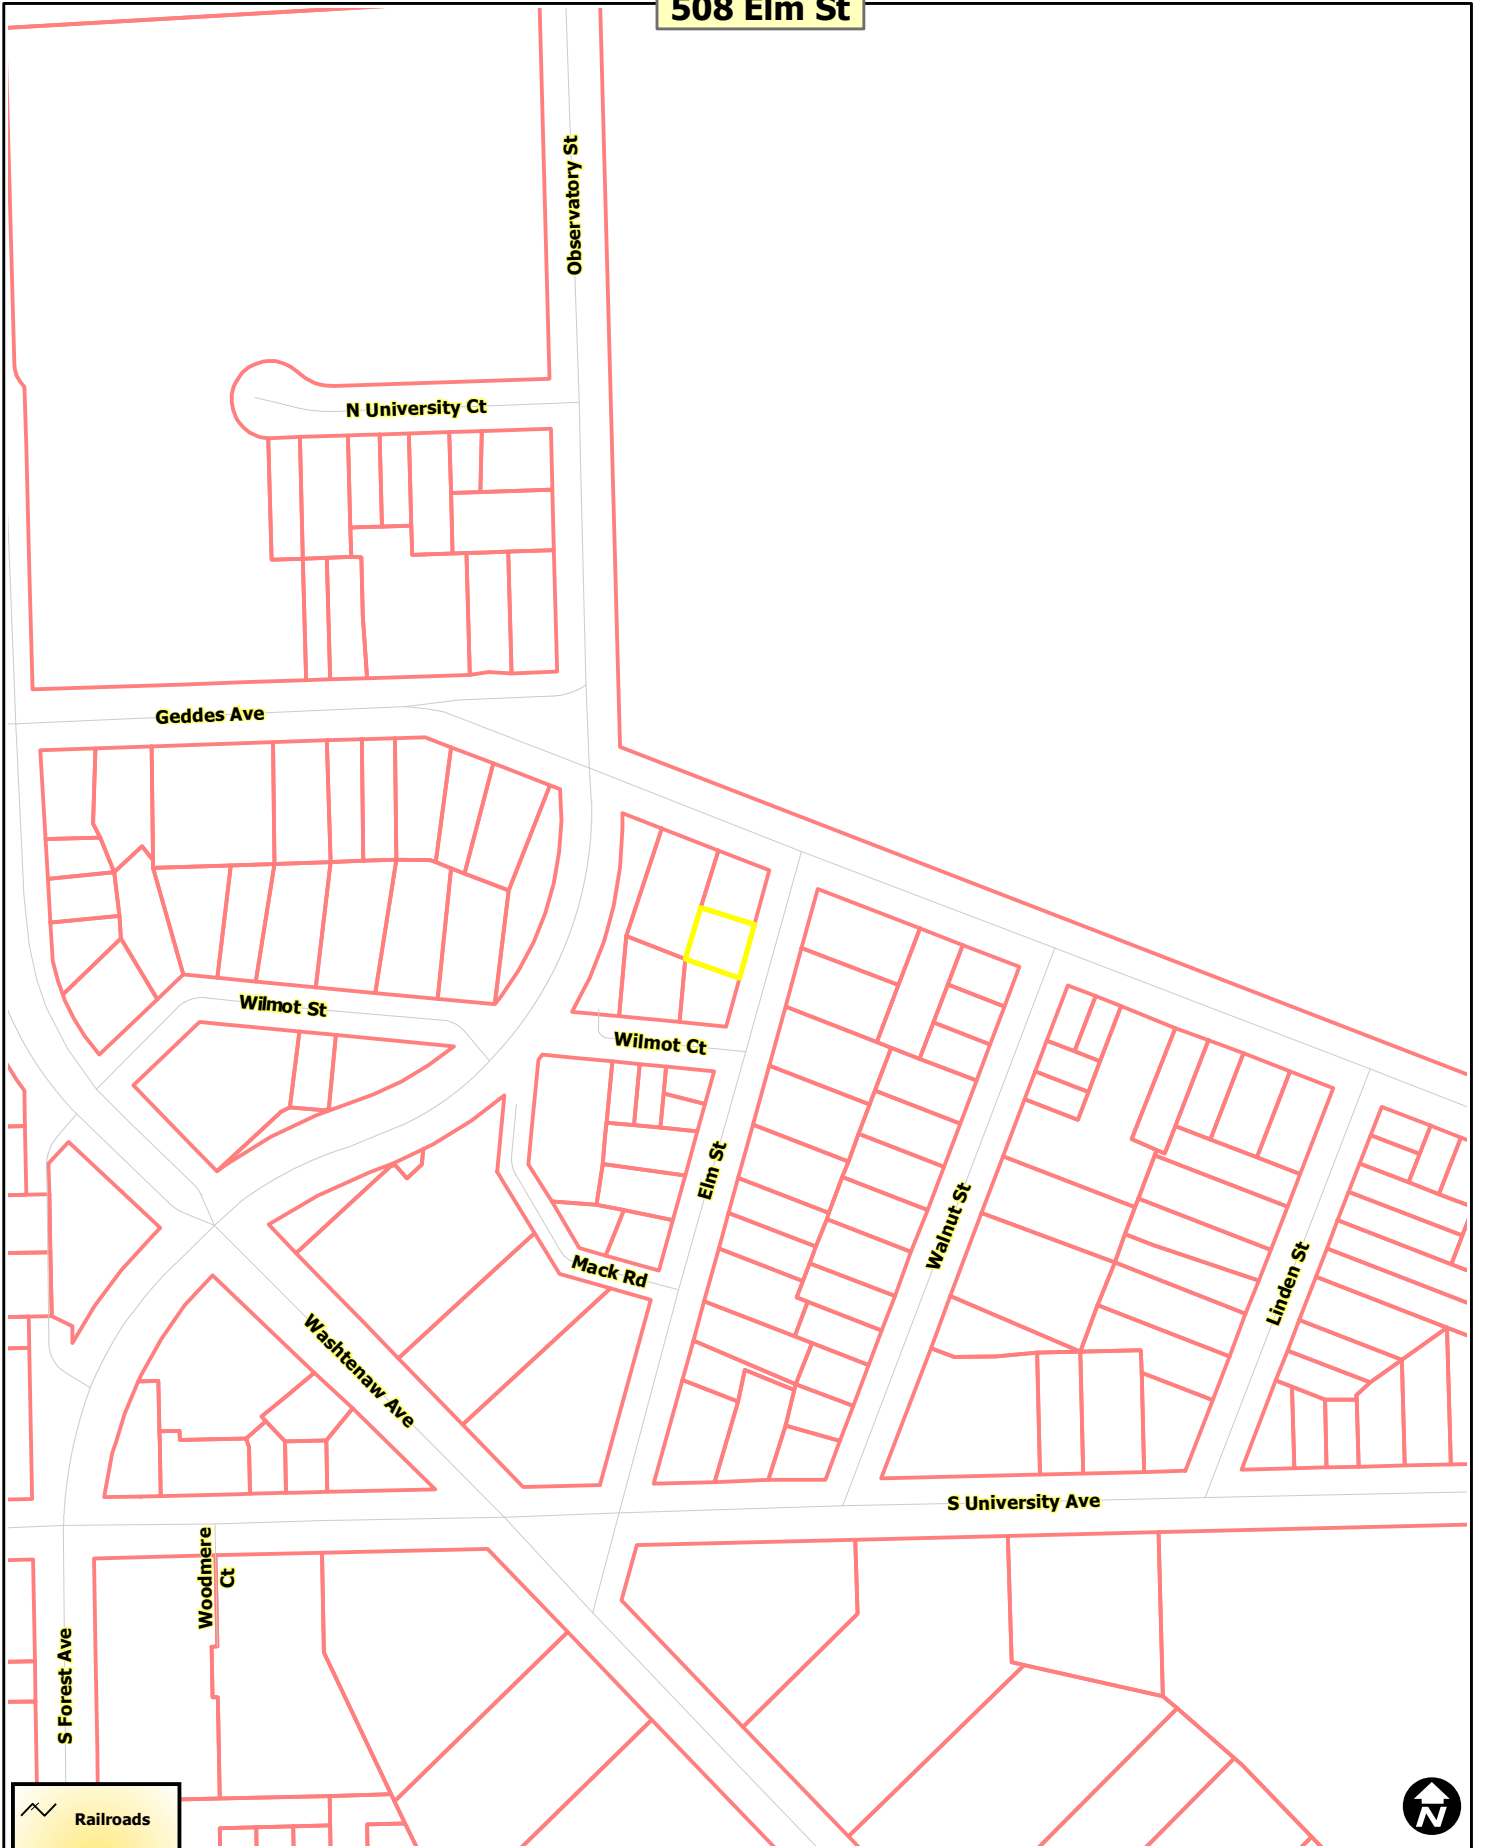 508 Elm St
Observatory St
N University Ct
Geddes Ave
Wilmot St
Wilmot Ct
Elm St
Walnut St
Mack Rd
Linden St
Washtenaw Ave
S University Ave
Woodmere
Ct
S Forest Ave
Railroads
N